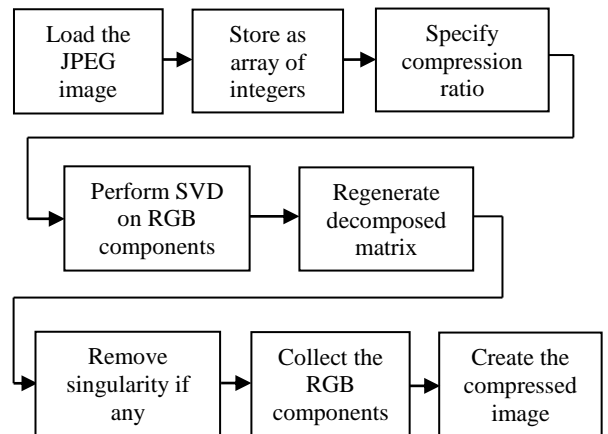 Load the
JPEG
image
Store as
array of
integers
Specify
compression
ratio
Perform SVD
on RGB
components
Regenerate
decomposed
matrix
Remove
singularity if
any
Collect the
RGB
components
Create the
compressed
image